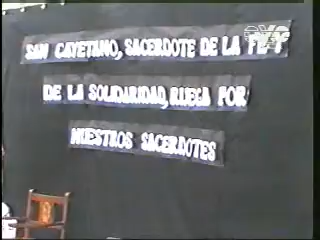 SAN CAYETANO, SACERDOTE DE LA FE Y
DE LA SOLIDARIDAD, RUEGA POR
NUESTROS SACERDOTES